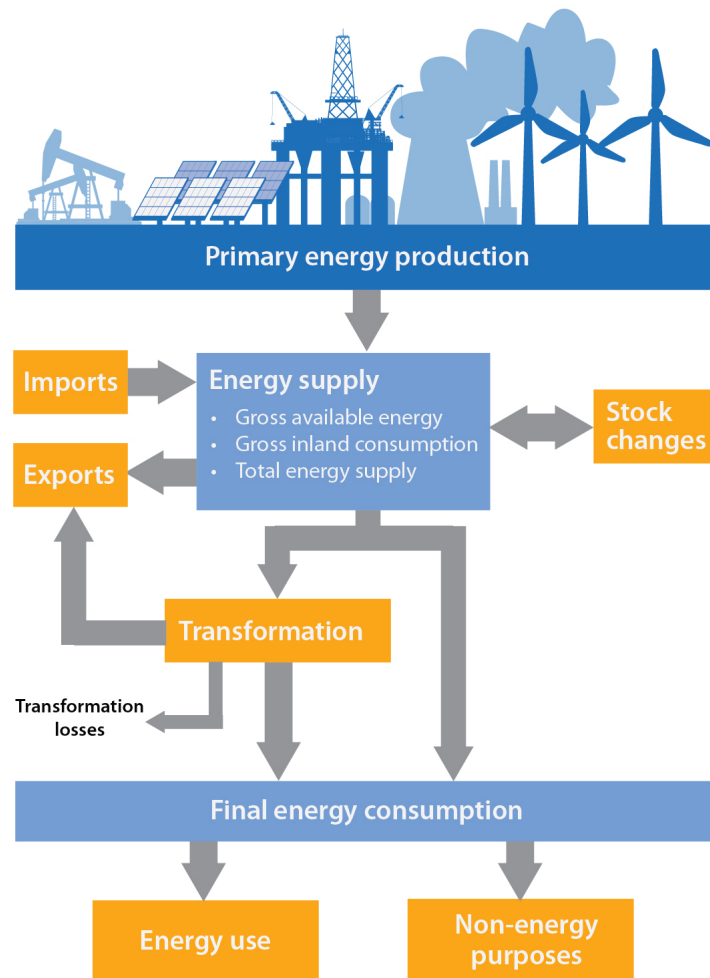 Primary energy production
Imports
Energy supply
• Gross available energy
• Gross inland consumption
• Total energy supply
Stock
changes
Exports
Transformation
Transformation
losses
Final energy consumption
Energy use
Non-energy
purposes